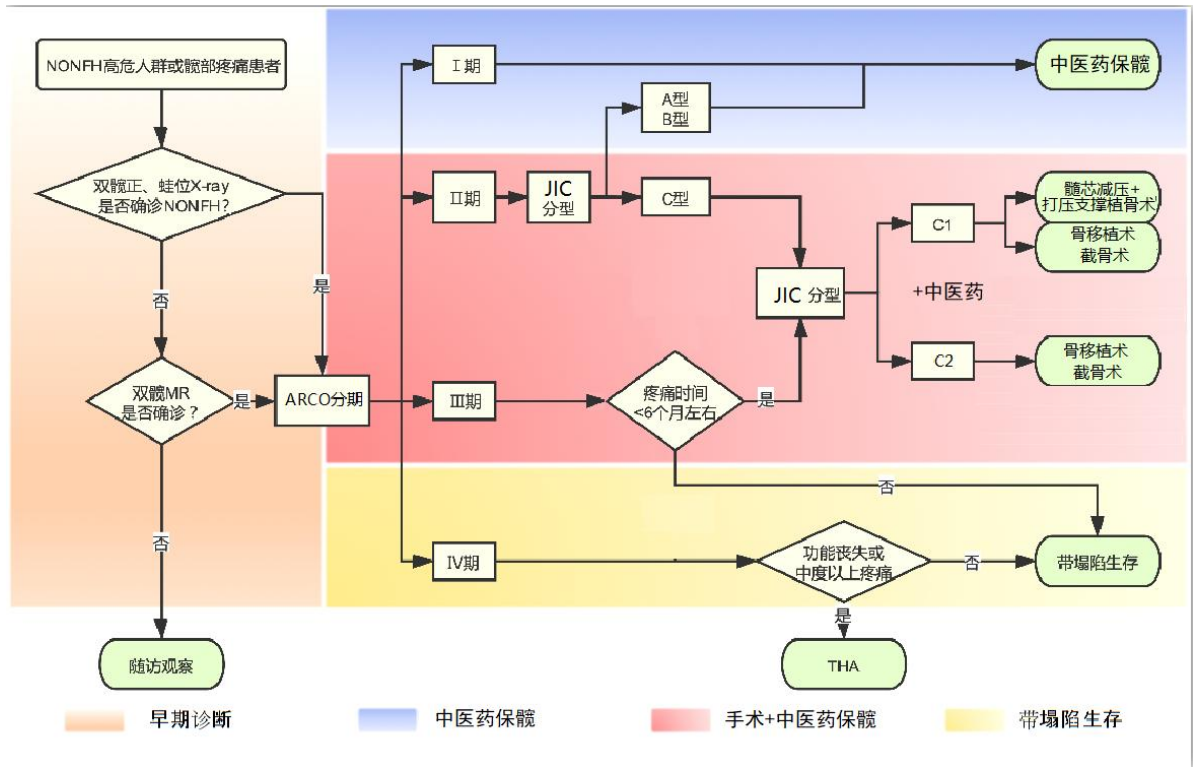 NONFH高危人群或髋部疼痛患者
双髋正、蛙位X-ray
是否确诊NONFH?
是
否
双髋MR
是否确诊？
是
ARCO分期
否
随访观察
Ⅰ期
A型
B型
中医药保髋
Ⅱ期
JIC
分型
C型
JIC 分型
C1
+中医药
C2
髓芯减压+
打压支撑植骨术
骨移植术
截骨术
骨移植术
截骨术
Ⅲ期
疼痛时间
<6个月左右
是
否
Ⅳ期
功能丧失或
中度以上疼痛
否
带塌陷生存
是
THA
早期诊断
中医药保髋
手术+中医药保髋
带塌陷生存